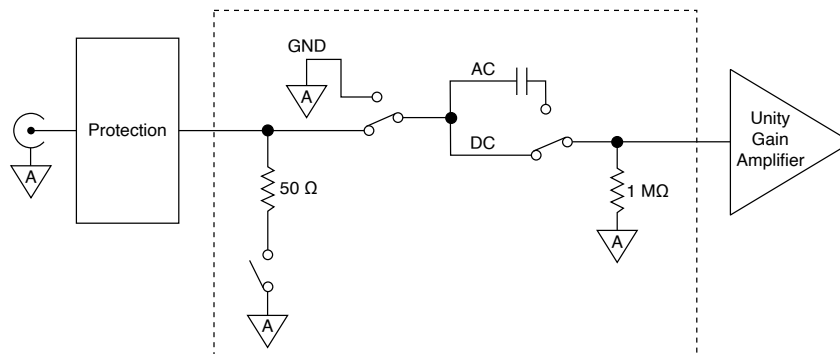 GND
A
AC
A
Protection
DC
Unity
Gain
Amplifier
50 Ω
1 MΩ
A
A